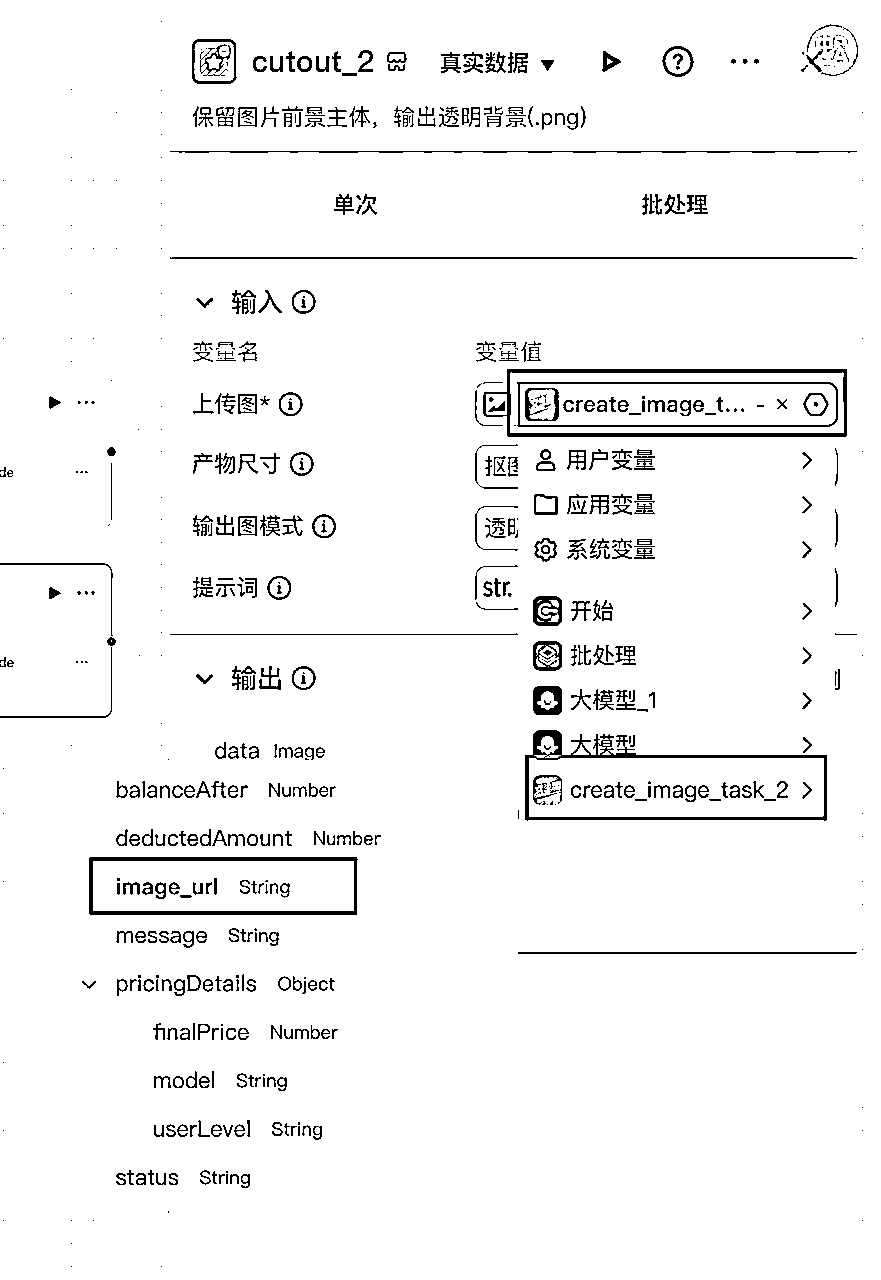 cutout_2 真实数据
保留图片前景主体，输出透明背景(.png)
单次 批处理
输入
变量名 变量值
上传图* create_image_t... - ×
产物尺寸 抠图
用户变量
应用变量
输出图模式 透明
系统变量
提示词 str.
开始
批处理
输出
大模型_1
大模型
data Image
balanceAfter Number
create_image_task_2
deductedAmount Number
image_url String
message String
pricingDetails Object
finalPrice Number
model String
userLevel String
status String
de
de